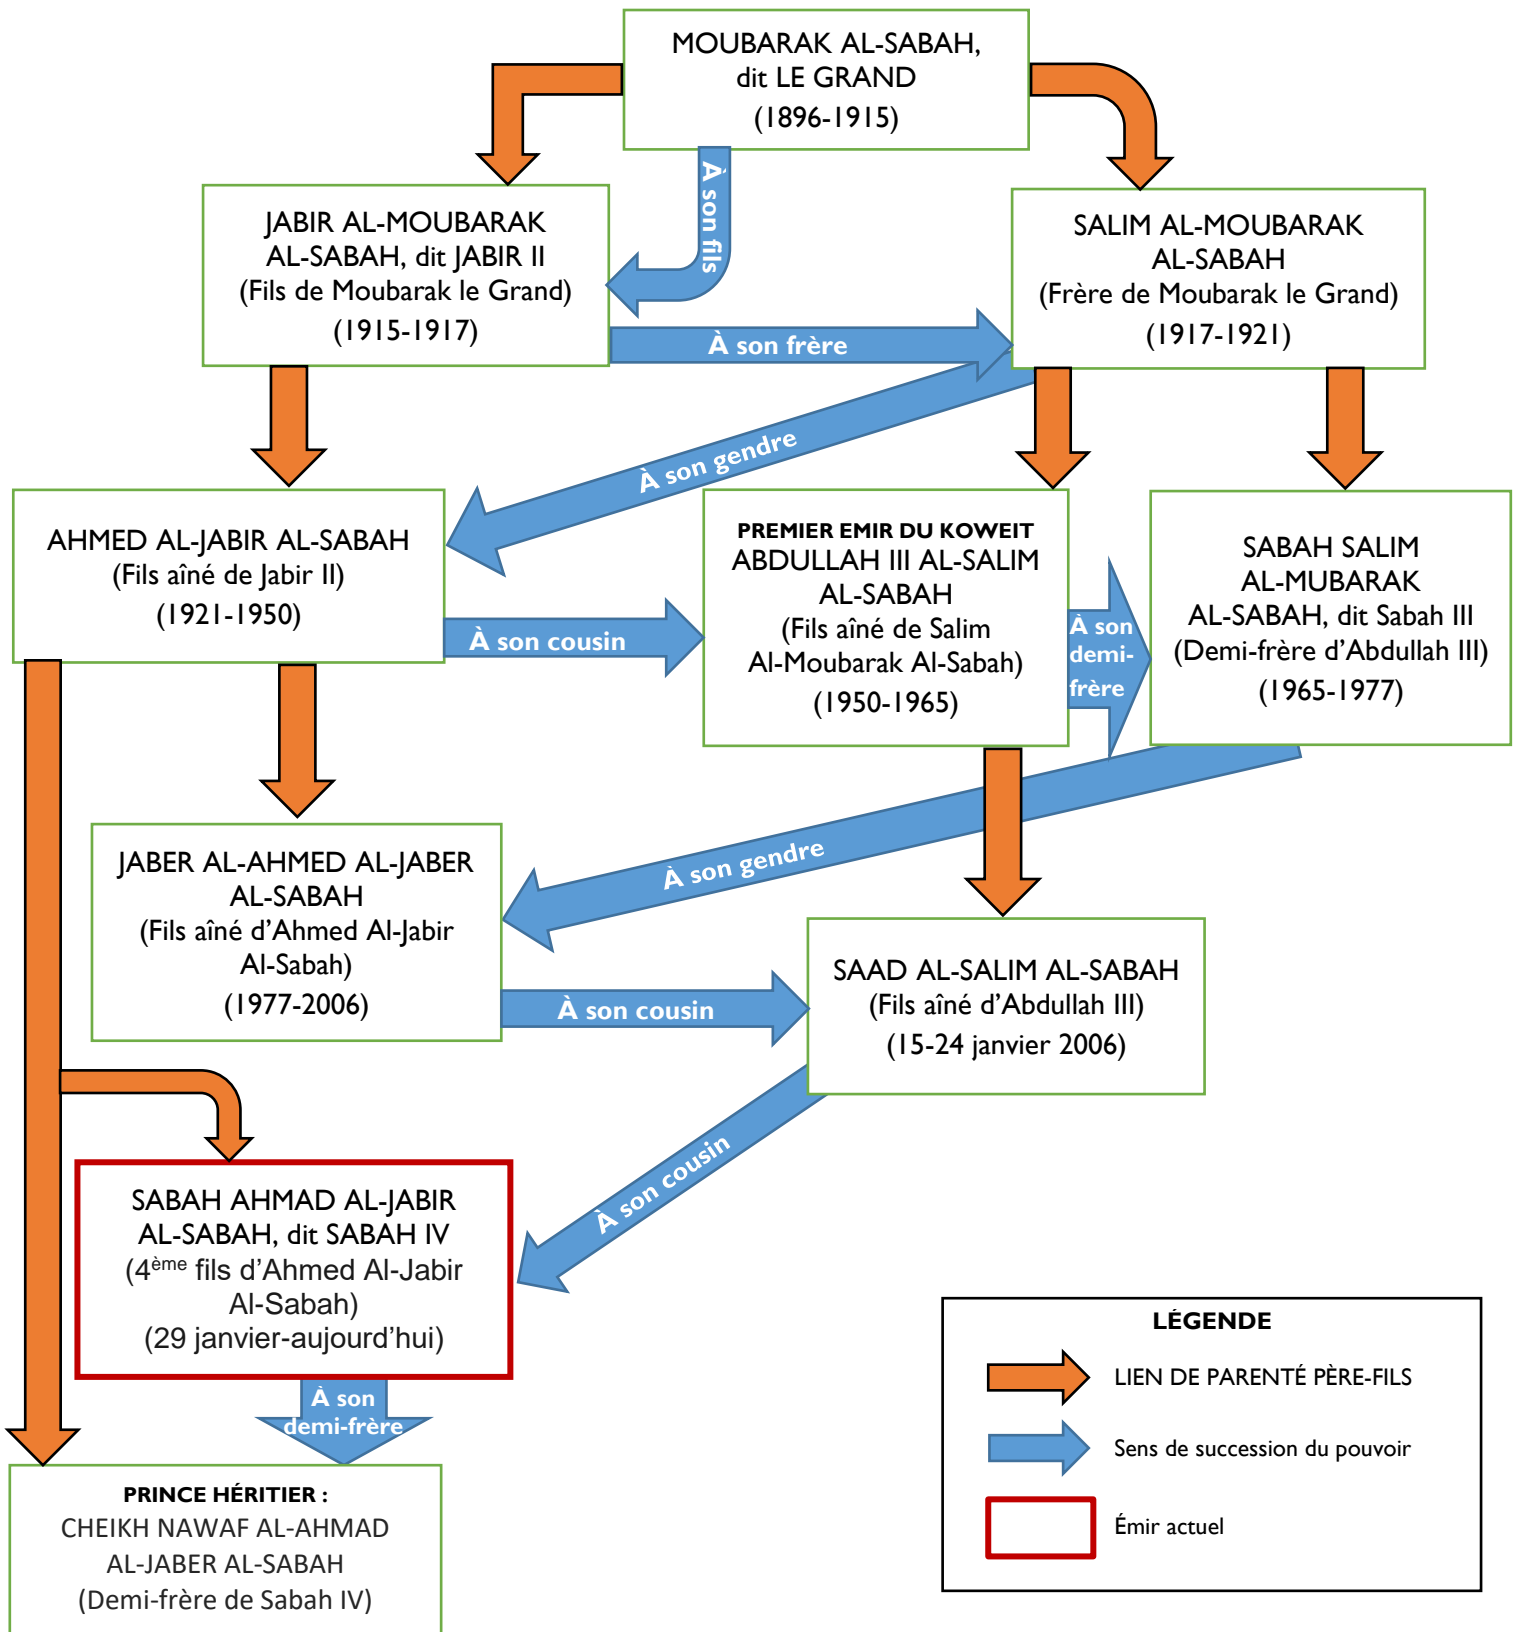 MOUBARAK AL-SABAH,
dit LE GRAND
(1896-1915)
À son fils
JABIR AL-MOUBARAK
AL-SABAH, dit JABIR II
(Fils de Moubarak le Grand)
(1915-1917)
SALIM AL-MOUBARAK
AL-SABAH
(Frère de Moubarak le Grand)
(1917-1921)
À son frère
À son gendre
AHMED AL-JABIR AL-SABAH
(Fils aîné de Jabir II)
(1921-1950)
À son cousin
PREMIER EMIR DU KOWEIT
ABDULLAH III AL-SALIM
AL-SABAH
(Fils aîné de Salim
Al-Moubarak Al-Sabah)
(1950-1965)
À son
demi-
frère
SABAH SALIM
AL-MUBARAK
AL-SABAH, dit Sabah III
(Demi-frère d’Abdullah III)
(1965-1977)
À son gendre
JABER AL-AHMED AL-JABER
AL-SABAH
(Fils aîné d’Ahmed Al-Jabir
Al-Sabah)
(1977-2006)
À son cousin
SAAD AL-SALIM AL-SABAH
(Fils aîné d’Abdullah III)
(15-24 janvier 2006)
À son cousin
SABAH AHMAD AL-JABIR
AL-SABAH, dit SABAH IV
(4ème fils d’Ahmed Al-Jabir
Al-Sabah)
(29 janvier-aujourd’hui)
À son
demi-frère
PRINCE HÉRITIER :
CHEIKH NAWAF AL-AHMAD
AL-JABER AL-SABAH
(Demi-frère de Sabah IV)
LÉGENDE
LIEN DE PARENTÉ PÈRE-FILS
Sens de succession du pouvoir
Émir actuel